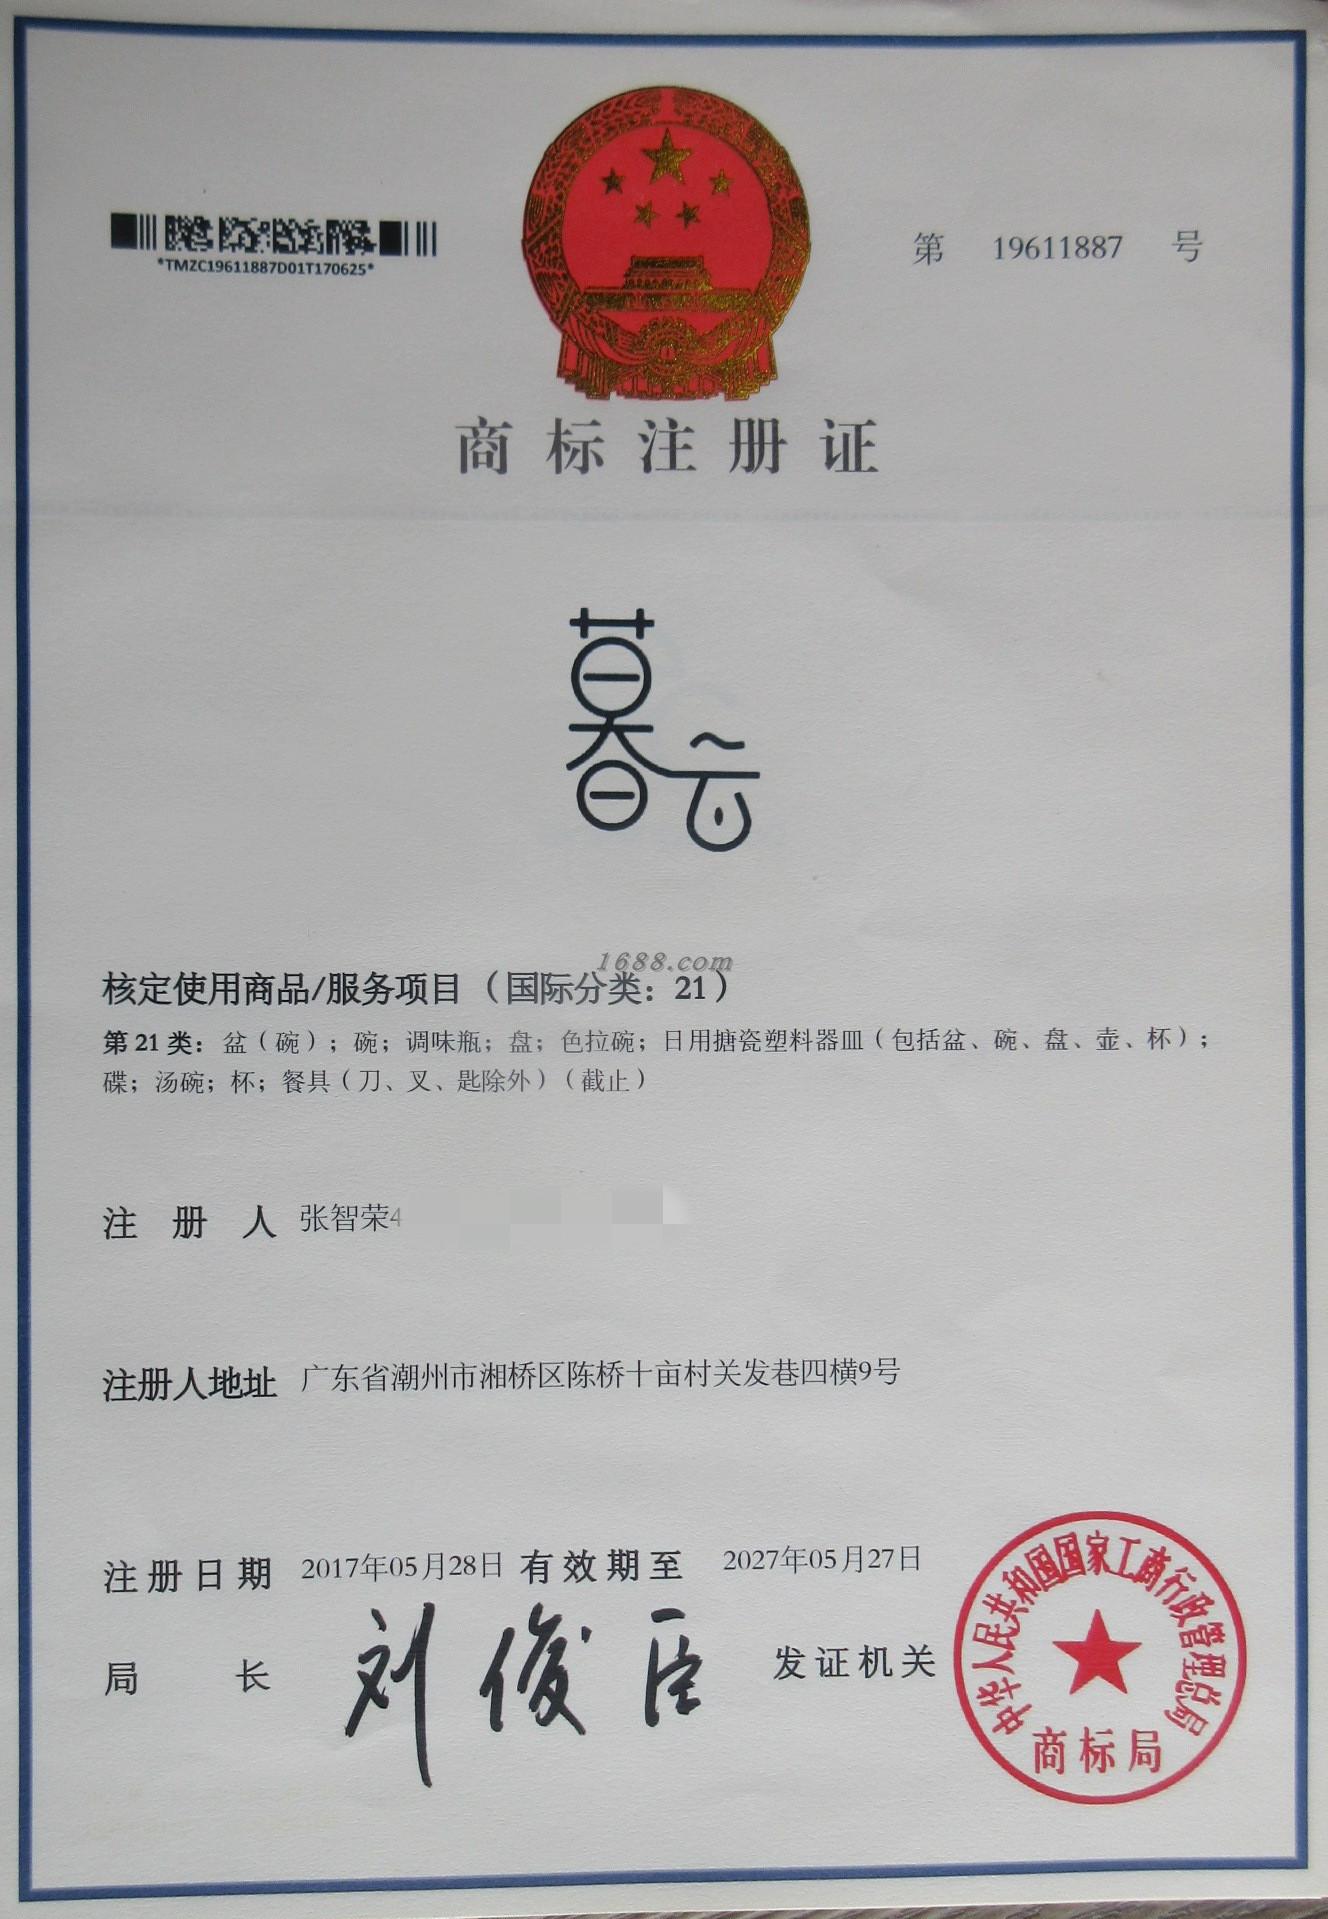 *TMZC19611887D01T170625*
第 19611887 号
商标注册证
暮云
1688.com
核定使用商品/服务项目（国际分类：21）
第 21 类：盆（碗）；碗；调味瓶；盘；色拉碗；日用搪瓷塑料器皿（包括盆、碗、盘、壶、杯）；
碟；汤碗；杯；餐具（刀、叉、匙除外）（截止）
注册人 张智荣4
注册人地址 广东省潮州市湘桥区陈桥十亩村关发巷四横9号
注册日期 2017年05月28日 有效期至 2027年05月27日
局长 刘俊臣 发证机关
中华人民共和国国家工商行政管理总局
商标局